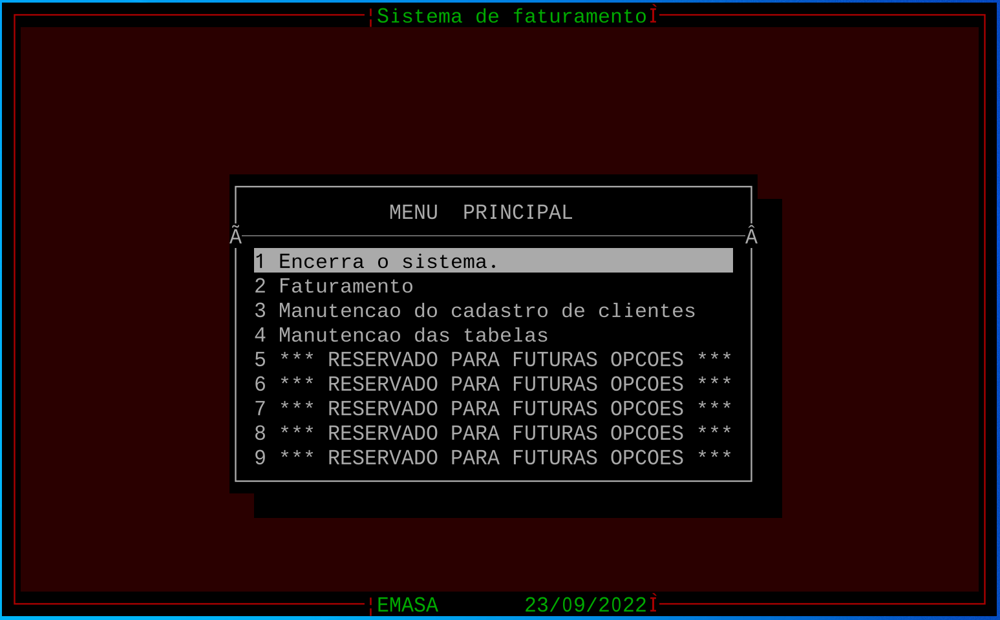 ¦Sistema de faturamentoÌ
MENU  PRINCIPAL
Ã Â
1 Encerra o sistema.
2 Faturamento
3 Manutencao do cadastro de clientes
4 Manutencao das tabelas
5 *** RESERVADO PARA FUTURAS OPCOES ***
6 *** RESERVADO PARA FUTURAS OPCOES ***
7 *** RESERVADO PARA FUTURAS OPCOES ***
8 *** RESERVADO PARA FUTURAS OPCOES ***
9 *** RESERVADO PARA FUTURAS OPCOES ***
¦EMASA       23/09/2022Ì